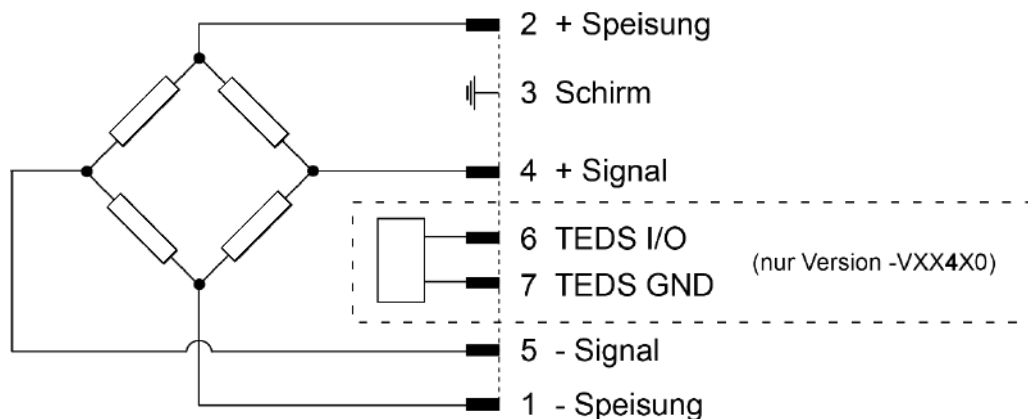 2 + Speisung
3 Schirm
4 + Signal
6 TEDS I/O
(nur Version -VXX4X0)
7 TEDS GND
5 - Signal
1 - Speisung